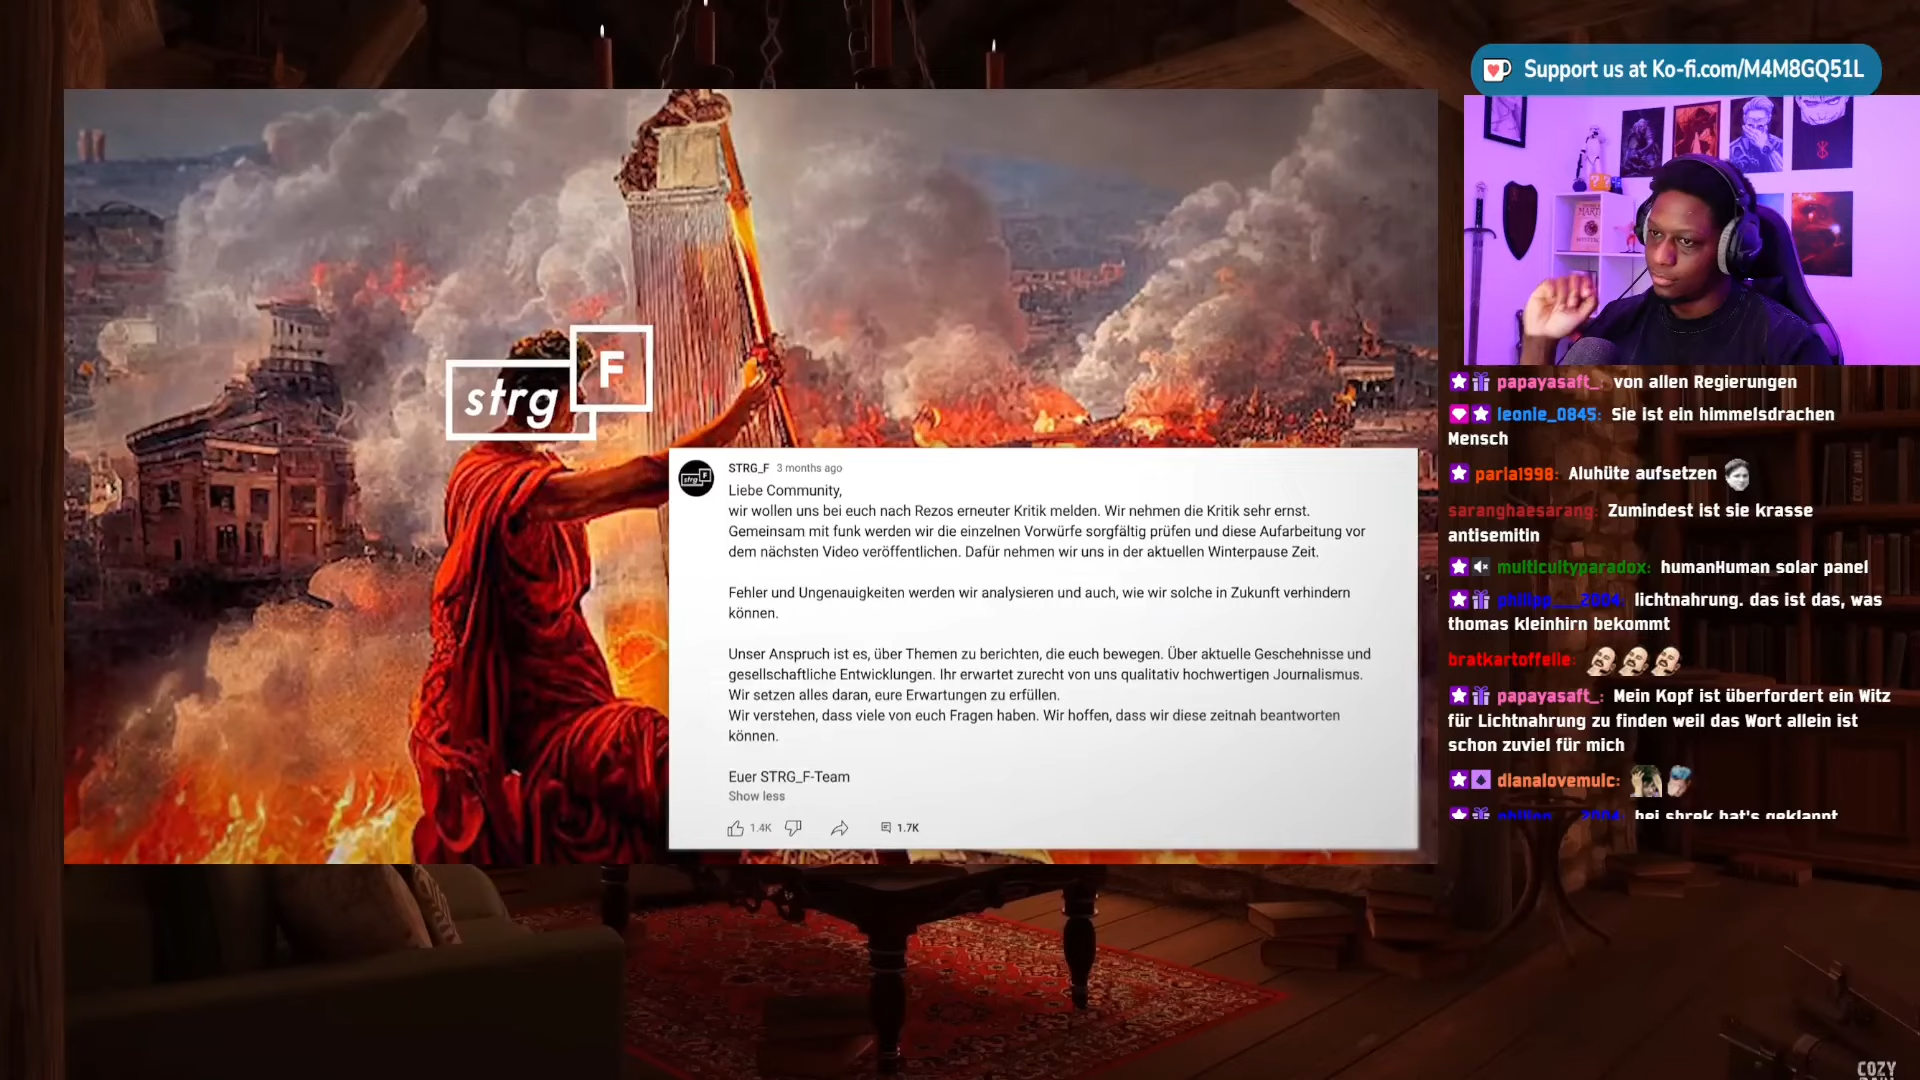 Support us at Ko-fi.com/M4M8GQ51L
strg F
STRG_F 3 months ago
Liebe Community,
wir wollen uns bei euch nach Rezos erneuter Kritik melden. Wir nehmen die Kritik sehr ernst.
Gemeinsam mit funk werden wir die einzelnen Vorwürfe sorgfältig prüfen und diese Aufarbeitung vor
dem nächsten Video veröffentlichen. Dafür nehmen wir uns in der aktuellen Winterpause Zeit.
Fehler und Ungenauigkeiten werden wir analysieren und auch, wie wir solche in Zukunft verhindern
können.
Unser Anspruch ist es, über Themen zu berichten, die euch bewegen. Über aktuelle Geschehnisse und
gesellschaftliche Entwicklungen. Ihr erwartet zurecht von uns qualitativ hochwertigen Journalismus.
Wir setzen alles daran, eure Erwartungen zu erfüllen.
Wir verstehen, dass viele von euch Fragen haben. Wir hoffen, dass wir diese zeitnah beantworten
können.
Euer STRG_F-Team
Show less
1.4K 1.7K
papayasaft_: von allen Regierungen
leonie_0845: Sie ist ein himmelsdrachen
Mensch
parla1998: Aluhüte aufsetzen
saranghaesarang: Zumindest ist sie krasse
antisemitin
multicultyparadox: humanHuman solar panel
philipp___2004: lichtnahrung. das ist das, was
thomas kleinhirn bekommt
bratkartoffelle:
papayasaft_: Mein Kopf ist überfordert ein Witz
für Lichtnahrung zu finden weil das Wort allein ist
schon zuviel für mich
dianalovemulc:
philipp___2004: bei shrek hat's geklappt
COZY